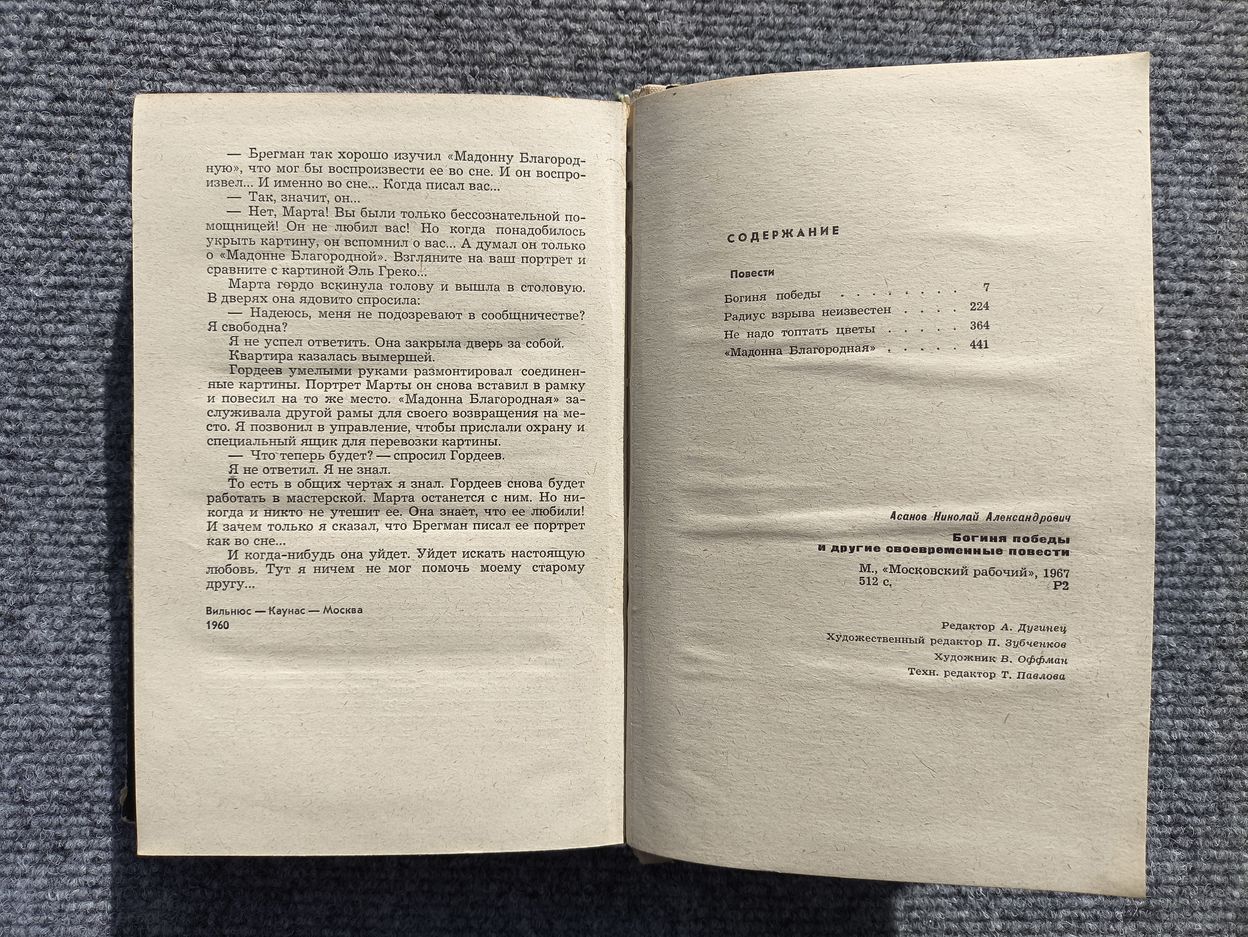 — Брегман так хорошо изучил «Мадонну Благород-
ную», что мог бы воспроизвести ее во сне. И он воспро-
извел... И именно во сне... Когда писал вас...
— Так, значит, он...
— Нет, Марта! Вы были только бессознательной по-
мощницей! Он не любил вас! Но когда понадобилось
укрыть картину, он вспомнил о вас... А думал он только
о «Мадонне Благородной». Взгляните на ваш портрет и
сравните с картиной Эль Греко...
Марта гордо вскинула голову и вышла в столовую.
В дверях она ядовито спросила:
— Надеюсь, меня не подозревают в сообщничестве?
Я свободна?
Я не успел ответить. Она закрыла дверь за собой.
Квартира казалась вымершей.
Гордеев умелыми руками размонтировал соединен-
ные картины. Портрет Марты он снова вставил в рамку
и повесил на то же место. «Мадонна Благородная» за-
служивала другой рамы для своего возвращения на ме-
сто. Я позвонил в управление, чтобы прислали охрану и
специальный ящик для перевозки картины.
— Что теперь будет? — спросил Гордеев.
Я не ответил. Я не знал.
То есть в общих чертах я знал. Гордеев снова будет
работать в мастерской. Марта останется с ним. Но ни-
когда и никто не утешит ее. Она знает, что ее любили!
И зачем только я сказал, что Брегман писал ее портрет
как во сне...
И когда-нибудь она уйдет. Уйдет искать настоящую
любовь. Тут я ничем не мог помочь моему старому
другу...
Вильнюс — Каунас — Москва
1960
СОДЕРЖАНИЕ
Повести
Богиня победы . . . . . . . . 7
Радиус взрыва неизвестен . . . . 224
Не надо топтать цветы . . . . . 364
«Мадонна Благородная» . . . . . 441
Асанов Николай Александрович
Богиня победы
и другие своевременные повести
М., «Московский рабочий», 1967
512 с. Р2
Редактор А. Дугинец
Художественный редактор П. Зубченков
Художник В. Оффман
Техн. редактор Т. Павлова